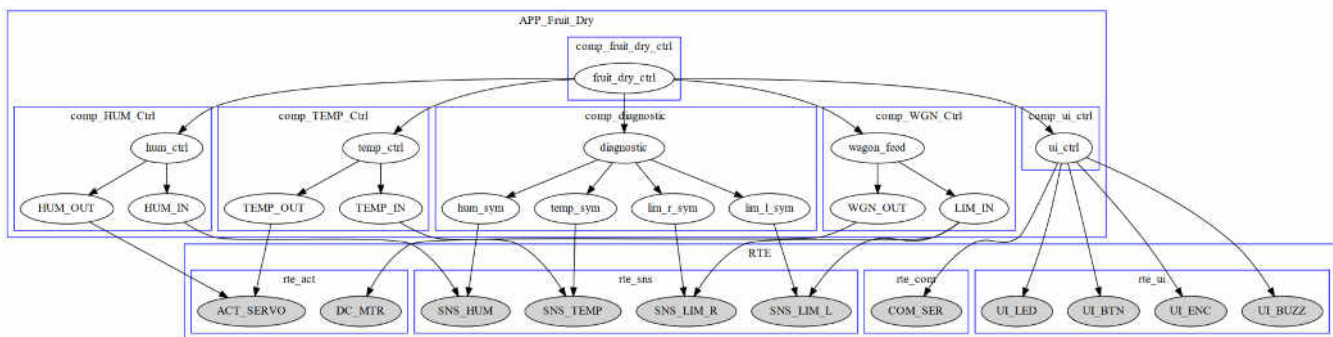 APP_Fruit_Dry
comp_fruit_dry_ctrl
fruit_dry_ctrl
comp_HUM_Ctrl
comp_TEMP_Ctrl
comp_diagnostic
comp_WGN_Ctrl
comp_ui_ctrl
hum_ctrl
temp_ctrl
diagnostic
wagon_feed
ui_ctrl
HUM_OUT
HUM_IN
TEMP_OUT
TEMP_IN
hum_sym
temp_sym
lim_r_sym
lim_l_sym
WGN_OUT
LIM_IN
RTE
rte_act
rte_sns
rte_com
rte_ui
ACT_SERVO
DC_MTR
SNS_HUM
SNS_TEMP
SNS_LIM_R
SNS_LIM_L
COM_SER
UI_LED
UI_BTN
UI_ENC
UI_BUZZ